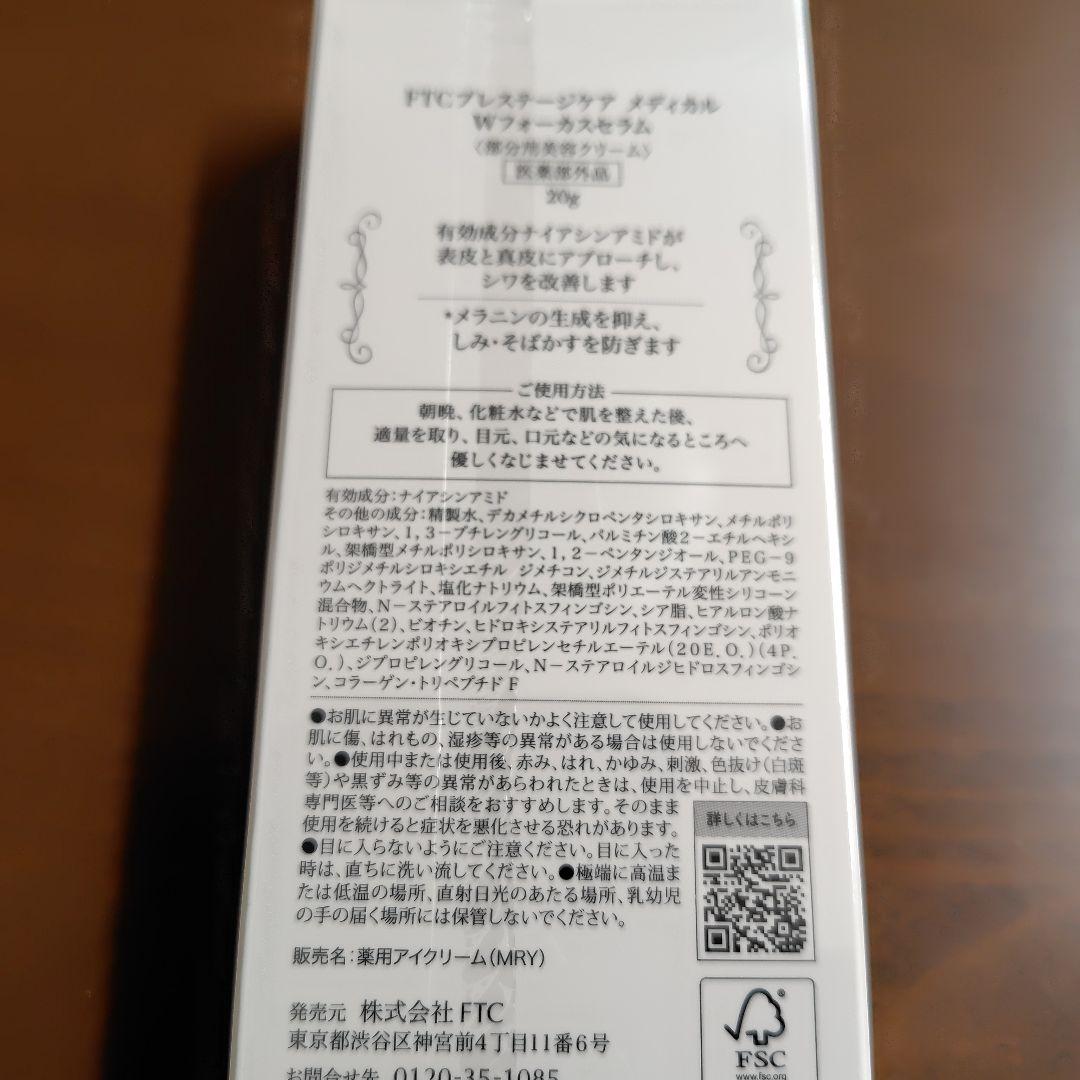 FTCプレステージケア メディカル
Wフォーカスセラム
〈部分用美容クリーム〉
医薬部外品
20g
有効成分ナイアシンアミドが
表皮と真皮にアプローチし、
シワを改善します
*メラニンの生成を抑え、
しみ・そばかすを防ぎます
ご使用方法
朝晩、化粧水などで肌を整えた後、
適量を取り、目元、口元などの気になるところへ
優しくなじませてください。
有効成分：ナイアシンアミド
その他の成分：精製水、デカメチルシクロペンタシロキサン、メチルポリ
シロキサン、1，3－ブチレングリコール、パルミチン酸2－エチルヘキシ
ル、架橋型メチルポリシロキサン、1，2－ペンタンジオール、PEG－9
ポリジメチルシロキシエチル ジメチコン、ジメチルジステアリルアンモニ
ウムヘクトライト、塩化ナトリウム、架橋型ポリエーテル変性シリコーン
混合物、N－ステアロイルフィトスフィンゴシン、シア脂、ヒアルロン酸ナ
トリウム（2）、ビオチン、ヒドロキシステアリルフィトスフィンゴシン、ポリオ
キシエチレンポリオキシプロピレンセチルエーテル（20E．O．）（4P．
O．）、ジプロピレングリコール、N－ステアロイルジヒドロスフィンゴシ
ン、コラーゲン・トリペプチド F
●お肌に異常が生じていないかよく注意して使用してください。●お
肌に傷、はれもの、湿疹等の異常がある場合は使用しないでくださ
い。●使用中または使用後、赤み、はれ、かゆみ、刺激、色抜け（白斑
等）や黒ずみ等の異常があらわれたときは、使用を中止し、皮膚科
専門医等へのご相談をおすすめします。そのまま
使用を続けると症状を悪化させる恐れがあります。
●目に入らないようにご注意ください。目に入った
時は、直ちに洗い流してください。●極端に高温ま
たは低温の場所、直射日光のあたる場所、乳幼児
の手の届く場所には保管しないでください。
詳しくはこちら
販売名：薬用アイクリーム（MRY）
発売元 株式会社 FTC
東京都渋谷区神宮前4丁目11番6号
お問合せ先 0120-35-1085
®
FSC
www.fsc.org